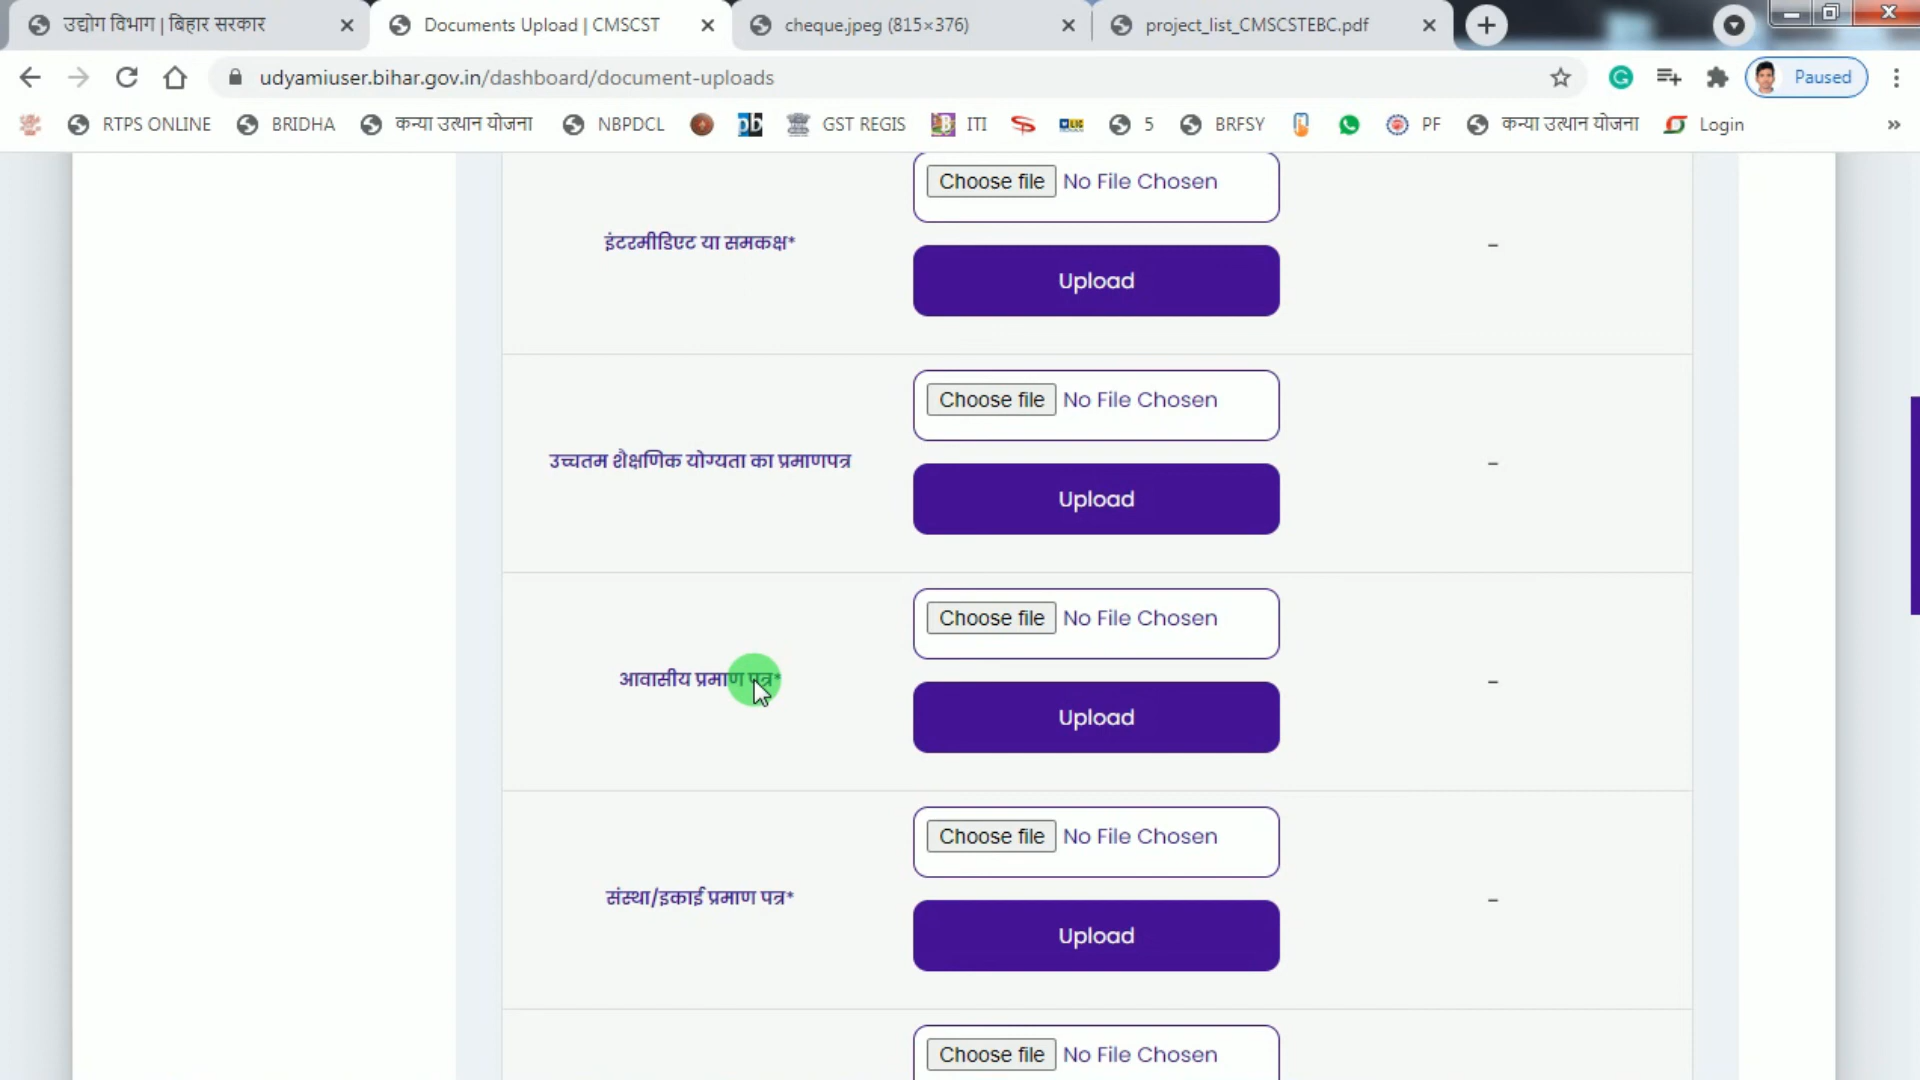 उद्योग विभाग | बिहार सरकार
Documents Upload | CMSCST
cheque.jpeg (815×376)
project_list_CMSCSTEBC.pdf
udyamiuser.bihar.gov.in/dashboard/document-uploads
Paused
RTPS ONLINE
BRIDHA
कन्या उत्थान योजना
NBPDCL
pb
GST REGIS
ITI
5
BRFSY
PF
कन्या उत्थान योजना
Login
Choose file No File Chosen
इंटरमीडिएट या समकक्ष*
–
Upload
Choose file No File Chosen
उच्चतम शैक्षणिक योग्यता का प्रमाणपत्र
–
Upload
Choose file No File Chosen
आवासीय प्रमाण पत्र*
–
Upload
Choose file No File Chosen
संस्था/इकाई प्रमाण पत्र*
–
Upload
Choose file No File Chosen